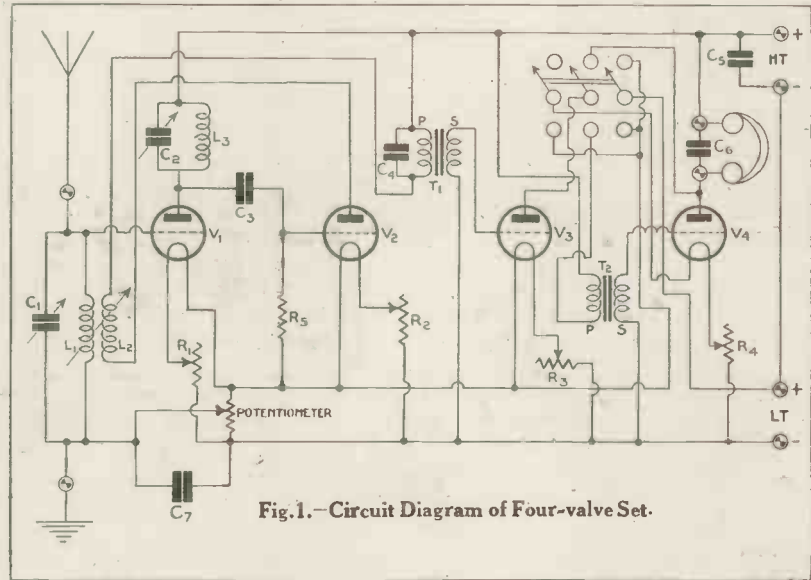 +
HT
-
C5
C2
L3
P
S
C4
T1
C6
C3
V1
V2
V3
V4
C1
L1
L2
R1
R5
R2
T2
P
S
R3
R4
+
LT
-
POTENTIOMETER
C7
Fig.1.-Circuit Diagram of Four-valve Set.